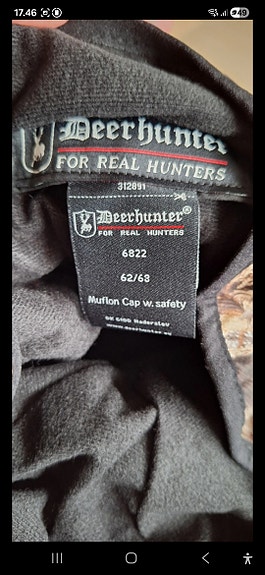 17.46
49
Deerhunter
FOR REAL HUNTERS
312891
Deerhunter®
FOR REAL HUNTERS
6822
62/63
Muflon Cap w. safety
DK 6100 Haderslev
www.deerhunter.eu